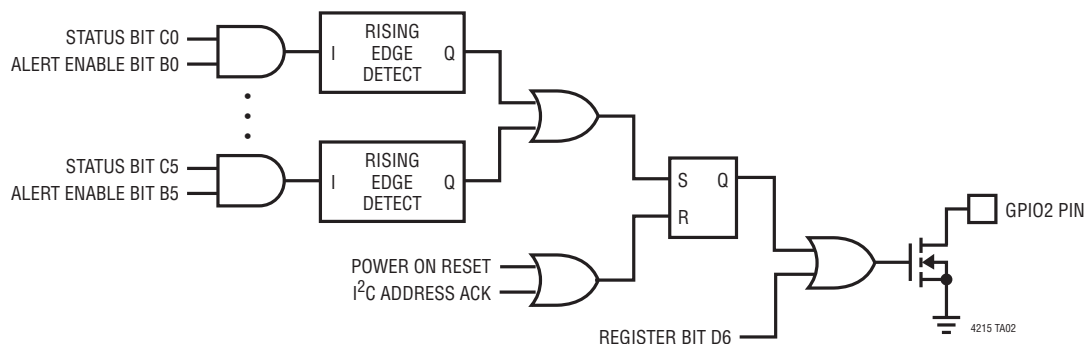 STATUS BIT C0
ALERT ENABLE BIT B0
I
RISING
EDGE
DETECT
Q
STATUS BIT C5
ALERT ENABLE BIT B5
I
RISING
EDGE
DETECT
Q
S
Q
R
GPIO2 PIN
POWER ON RESET
I²C ADDRESS ACK
REGISTER BIT D6
4215 TA02